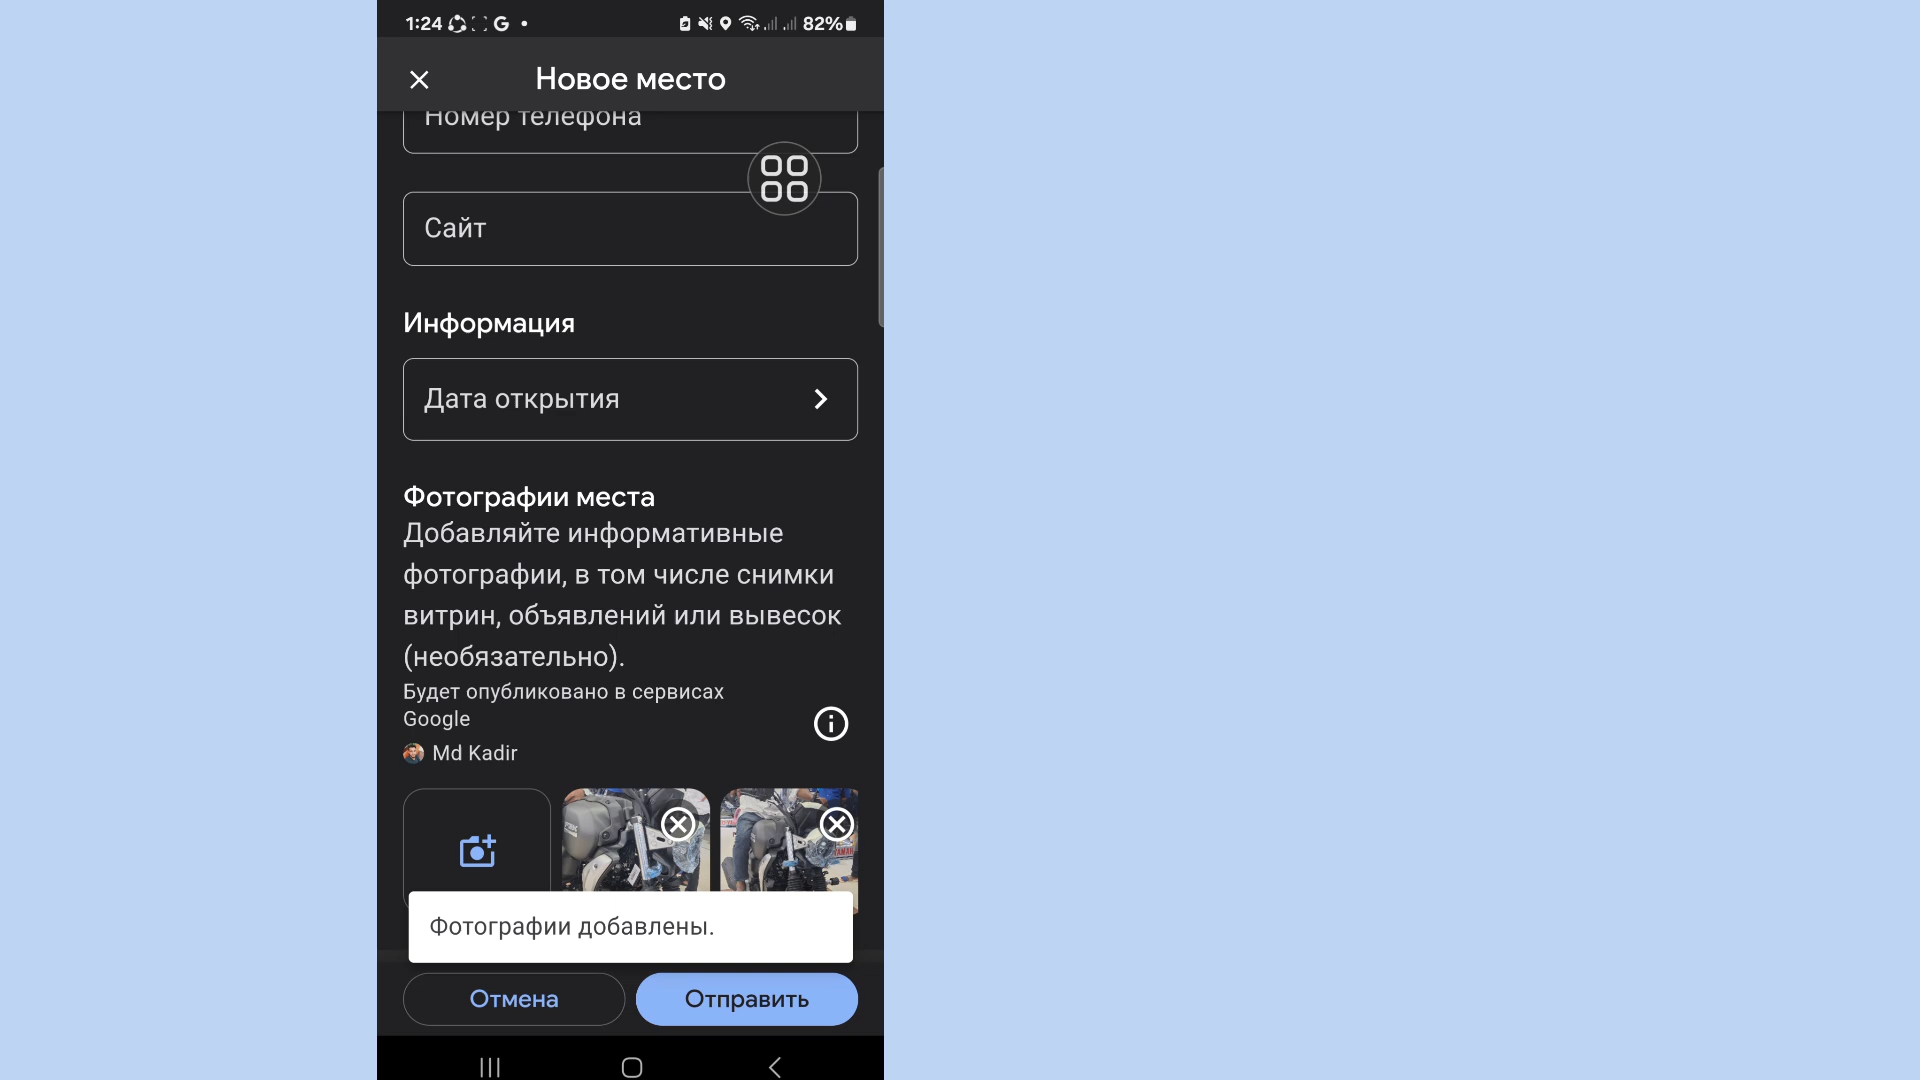 1:24 G 82%
Новое место
Номер телефона
Сайт
Информация
Дата открытия
Фотографии места
Добавляйте информативные
фотографии, в том числе снимки
витрин, объявлений или вывесок
(необязательно).
Будет опубликовано в сервисах
Google
Md Kadir
Фотографии добавлены.
Отмена
Отправить